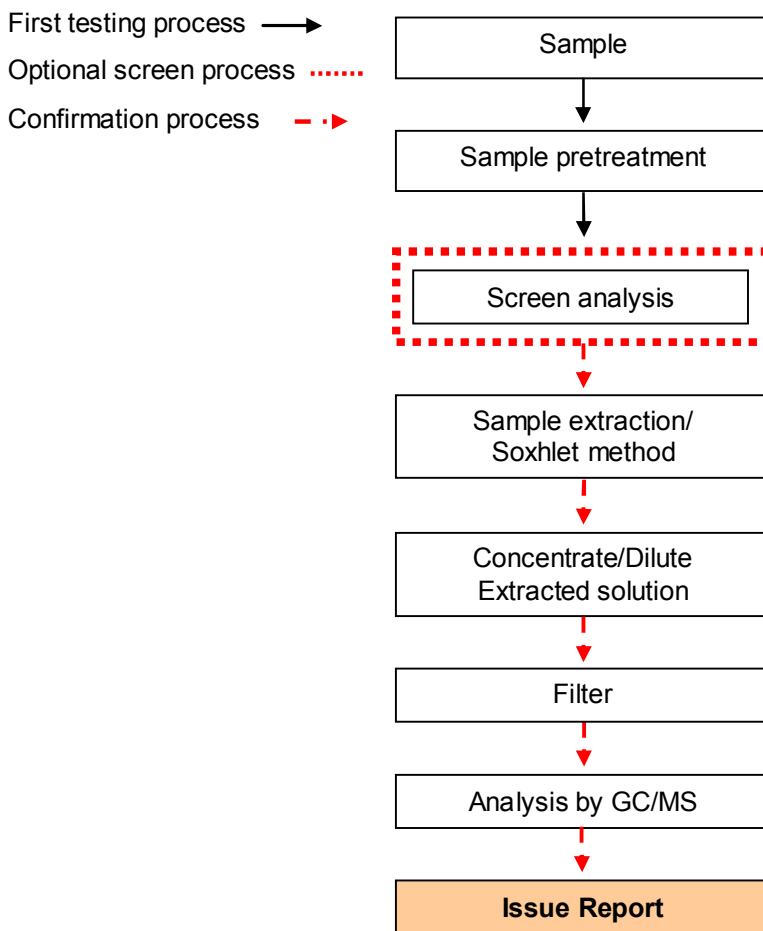 First testing process
Optional screen process
Confirmation process
Sample
Sample pretreatment
Screen analysis
Sample extraction/
Soxhlet method
Concentrate/Dilute
Extracted solution
Filter
Analysis by GC/MS
Issue Report